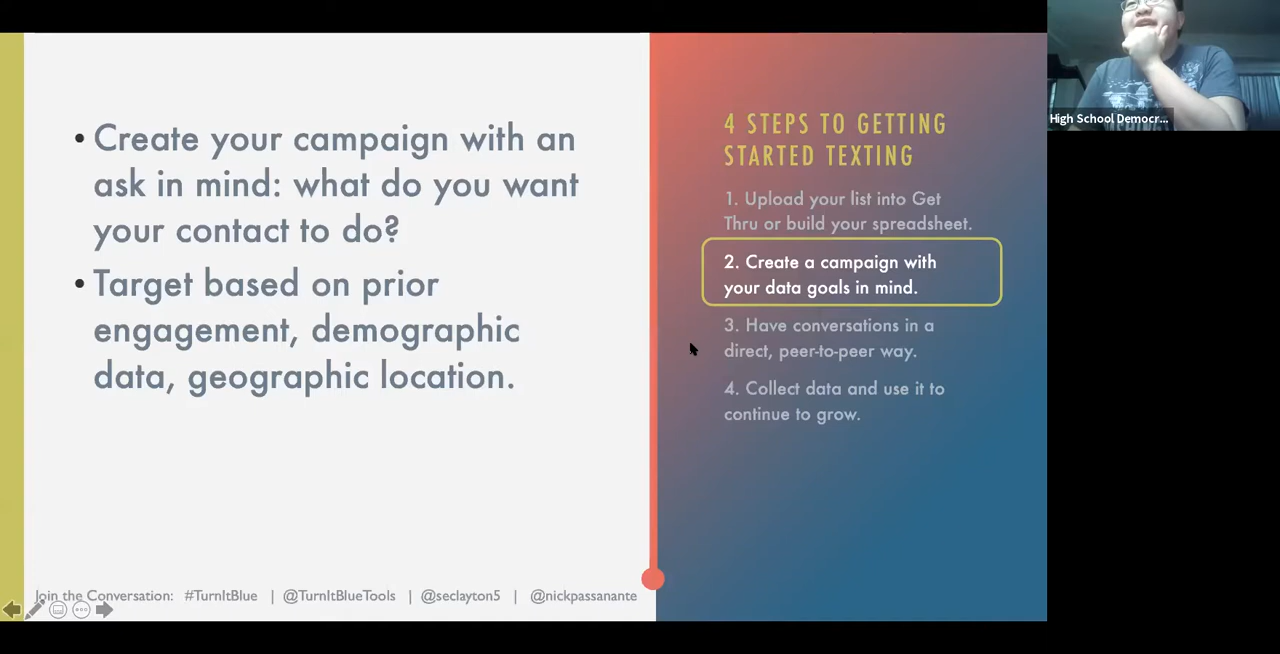 • Create your campaign with an
ask in mind: what do you want
your contact to do?
• Target based on prior
engagement, demographic
data, geographic location.
4 STEPS TO GETTING
STARTED TEXTING
1. Upload your list into Get
Thru or build your spreadsheet.
2. Create a campaign with
your data goals in mind.
3. Have conversations in a
direct, peer-to-peer way.
4. Collect data and use it to
continue to grow.
Join the Conversation: #TurnItBlue | @TurnItBlueTools | @seclayton5 | @nickpassanante
High School Democr...